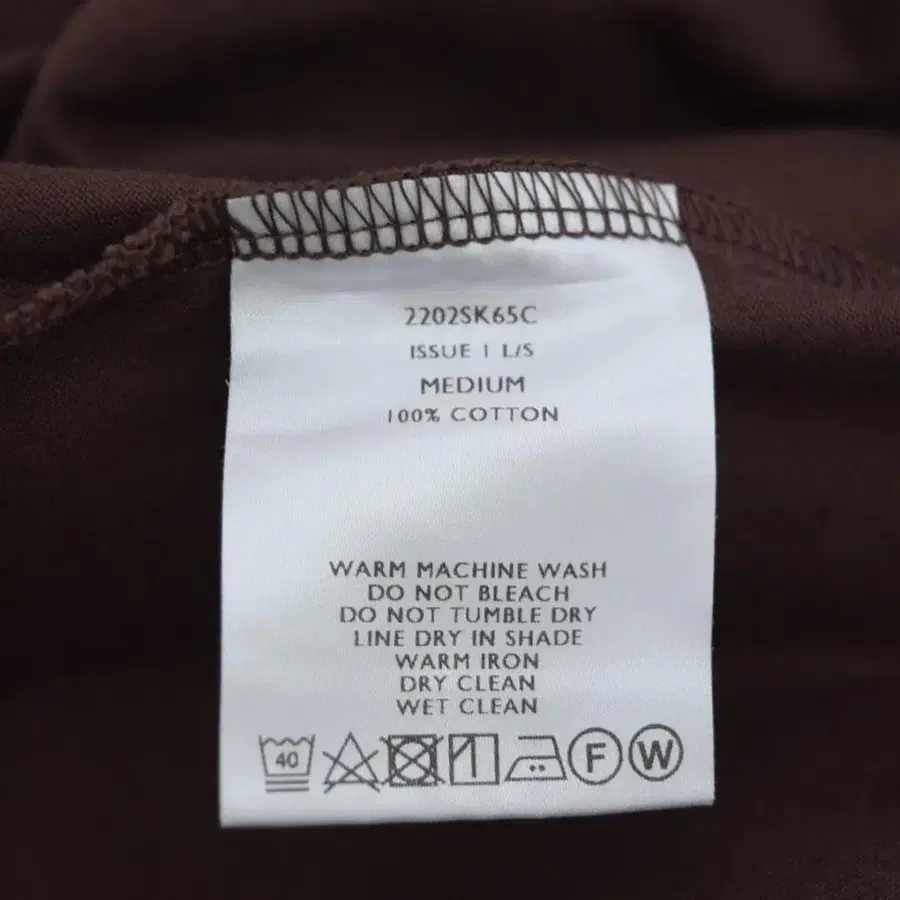 2202SK65C
ISSUE 1 L/S
MEDIUM
100% COTTON
WARM MACHINE WASH
DO NOT BLEACH
DO NOT TUMBLE DRY
LINE DRY IN SHADE
WARM IRON
DRY CLEAN
WET CLEAN
40 F W